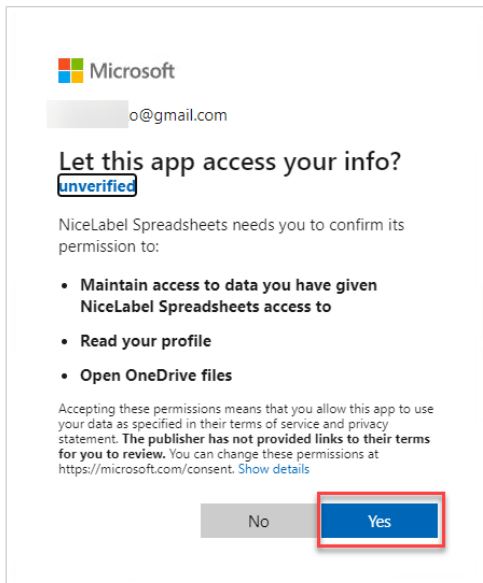 Microsoft
o@gmail.com
Let this app access your info?
unverified
NiceLabel Spreadsheets needs you to confirm its
permission to:
• Maintain access to data you have given
NiceLabel Spreadsheets access to
• Read your profile
• Open OneDrive files
Accepting these permissions means that you allow this app to use
your data as specified in their terms of service and privacy
statement. The publisher has not provided links to their terms
for you to review. You can change these permissions at
https://microsoft.com/consent. Show details
No
Yes